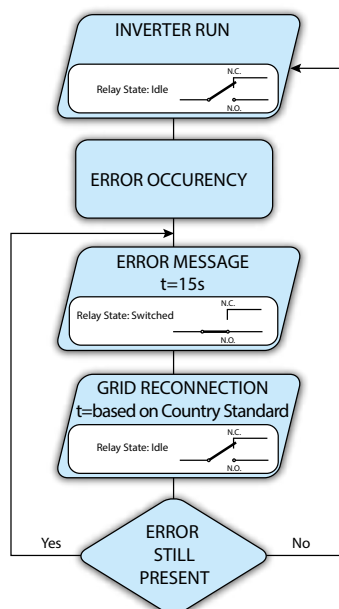 INVERTER RUN
N.C.
Relay State: Idle
N.O.
ERROR OCCURENCY
ERROR MESSAGE
t=15s
N.C.
Relay State: Switched
N.O.
GRID RECONNECTION
t=based on Country Standard
N.C.
Relay State: Idle
N.O.
Yes
ERROR
STILL
PRESENT
No